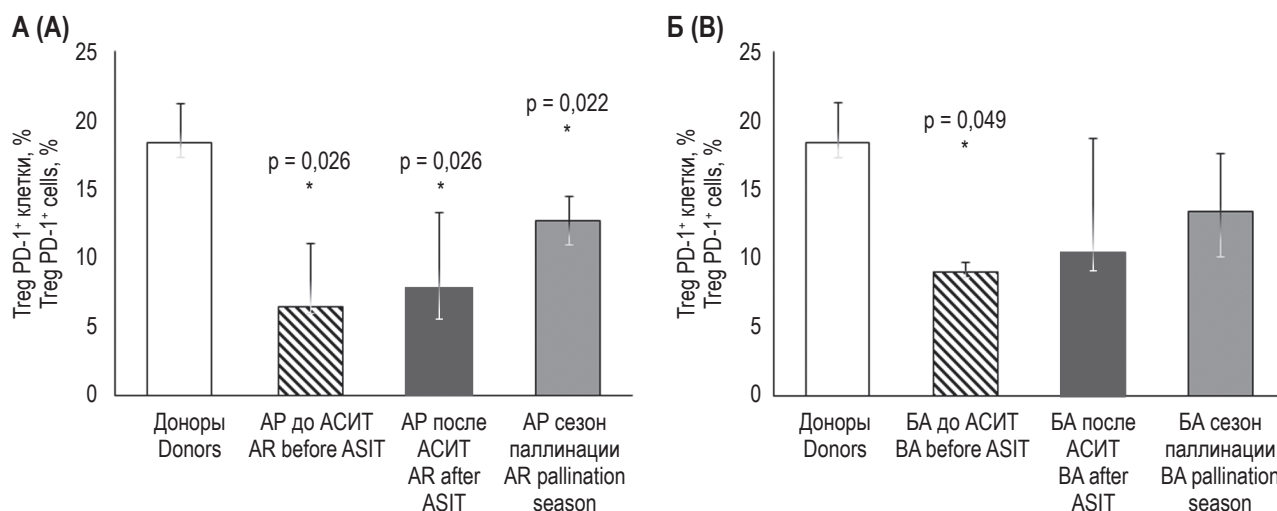 А (A)
Treg PD-1⁺ клетки, %
Treg PD-1⁺ cells, %
25
20
15
10
5
0
p = 0,026
*
p = 0,026
*
p = 0,022
*
Доноры
Donors
АР до АСИТ
AR before ASIT
АР после
АСИТ
AR after
ASIT
АР сезон
паллинации
AR pallination
season
Б (B)
Treg PD-1⁺ клетки, %
Treg PD-1⁺ cells, %
25
20
15
10
5
0
p = 0,049
*
Доноры
Donors
БА до АСИТ
BA before ASIT
БА после
АСИТ
BA after
ASIT
БА сезон
паллинации
BA pallination
season